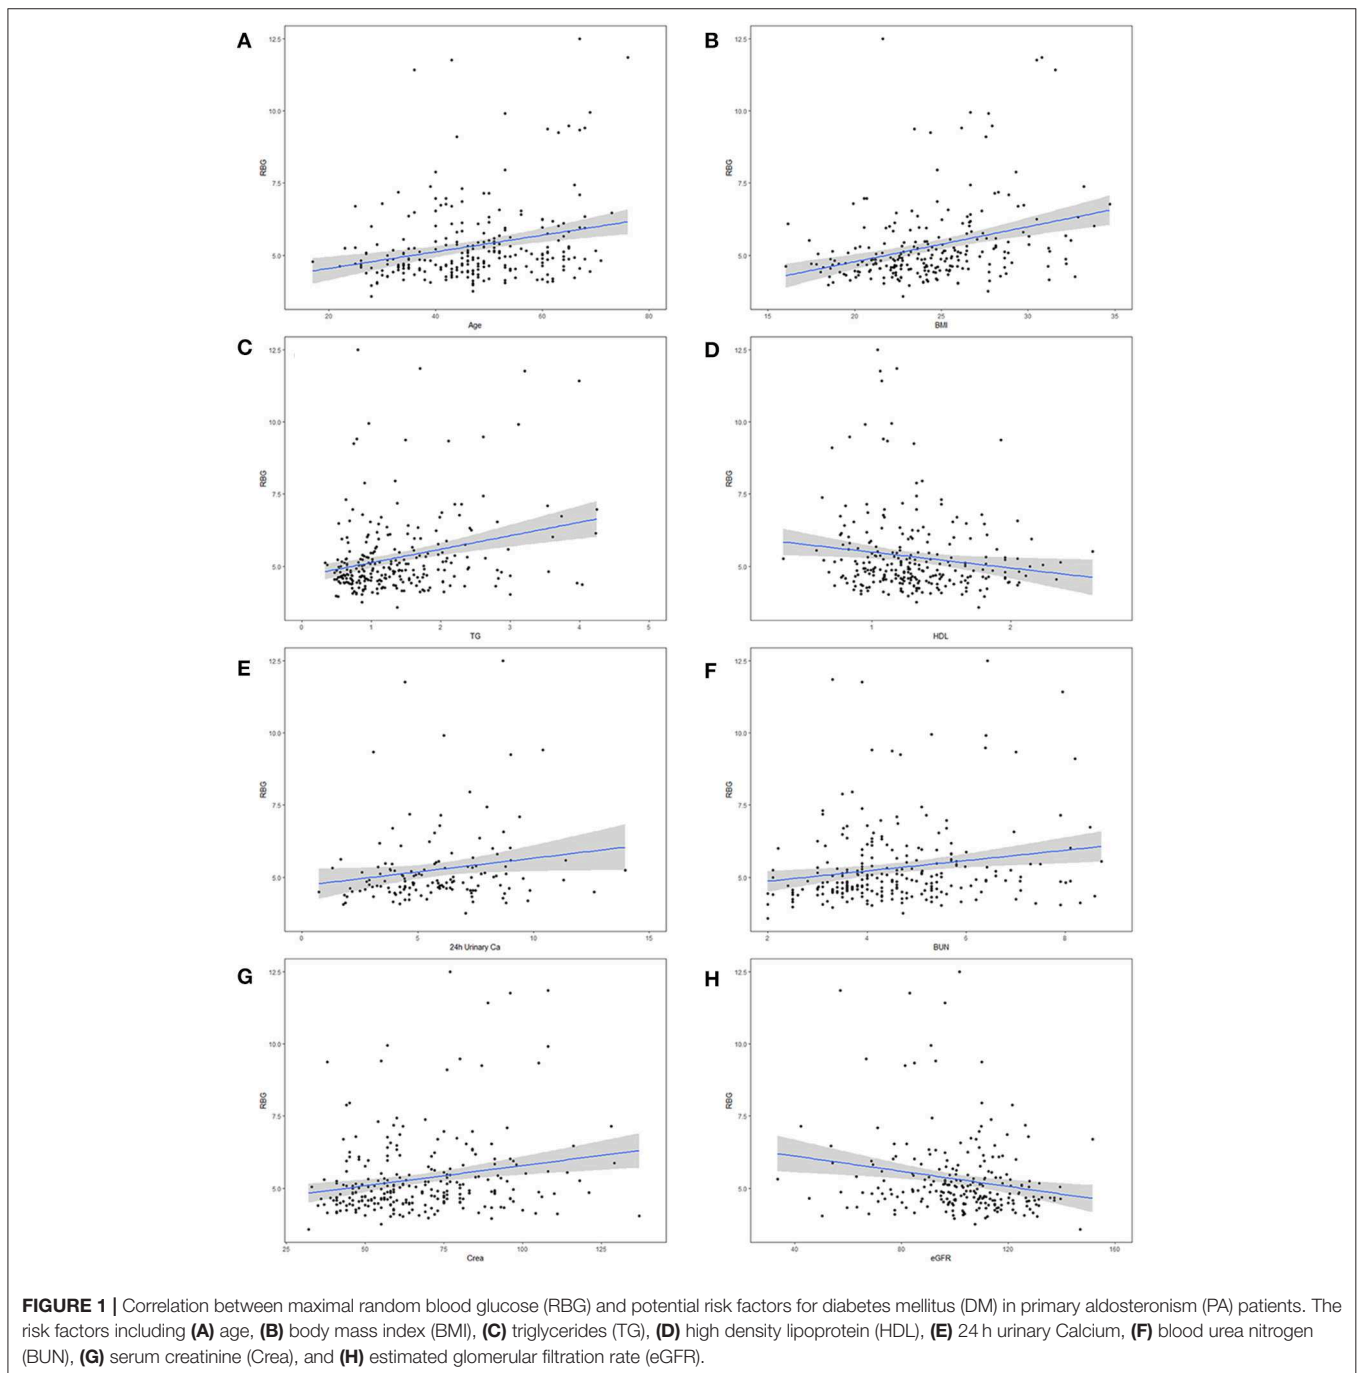 A
B
12.5
10.0
7.5
5.0
RBG
20
40
60
80
Age
12.5
10.0
7.5
5.0
RBG
15
20
25
30
35
BMI
C
D
12.5
10.0
7.5
5.0
RBG
0
1
2
3
4
5
TG
12.5
10.0
7.5
5.0
RBG
1
2
HDL
E
F
12.5
10.0
7.5
5.0
RBG
0
5
10
15
24h Urinary Ca
12.5
10.0
7.5
5.0
RBG
2
4
6
8
BUN
G
H
12.5
10.0
7.5
5.0
RBG
25
50
75
100
125
Crea
12.5
10.0
7.5
5.0
RBG
40
80
120
160
eGFR
FIGURE 1 | Correlation between maximal random blood glucose (RBG) and potential risk factors for diabetes mellitus (DM) in primary aldosteronism (PA) patients. The
risk factors including (A) age, (B) body mass index (BMI), (C) triglycerides (TG), (D) high density lipoprotein (HDL), (E) 24 h urinary Calcium, (F) blood urea nitrogen
(BUN), (G) serum creatinine (Crea), and (H) estimated glomerular filtration rate (eGFR).